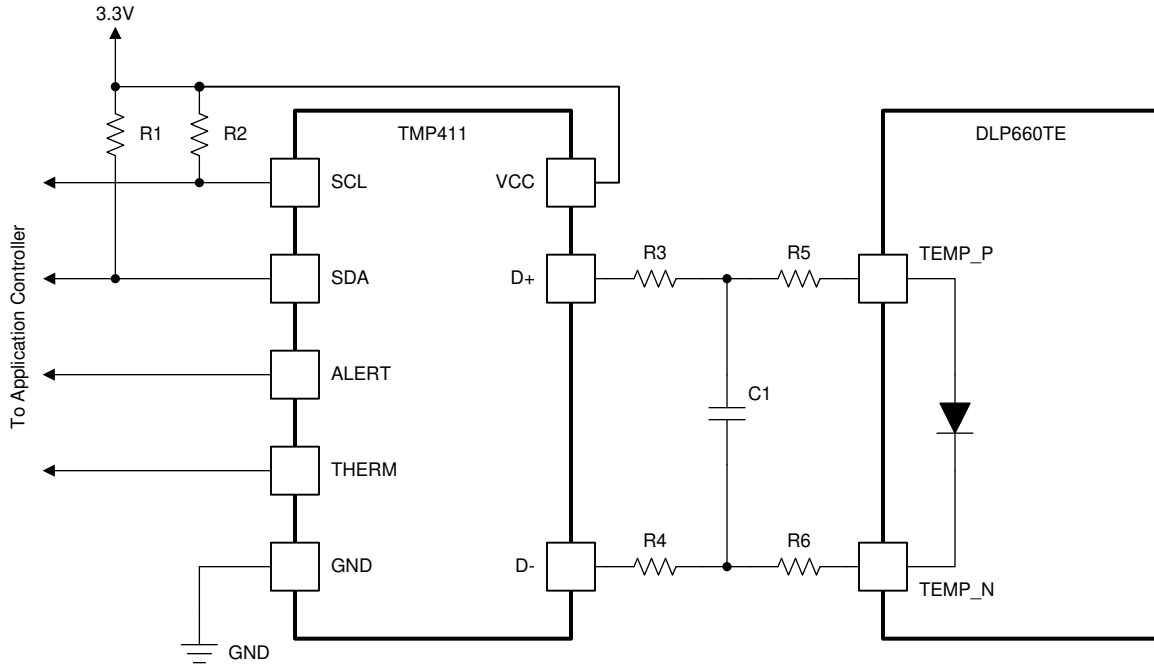 3.3V
R1
R2
TMP411
DLP660TE
SCL
VCC
TEMP_P
R3
R5
SDA
D+
To Application Controller
ALERT
C1
THERM
R4
R6
GND
D-
TEMP_N
GND